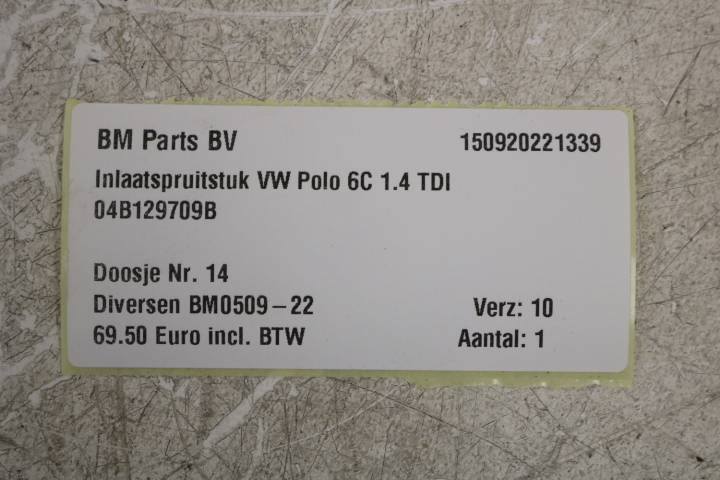 BM Parts BV 150920221339
Inlaatspruitstuk VW Polo 6C 1.4 TDI
04B129709B
Doosje Nr. 14
Diversen BM0509-22 Verz: 10
69.50 Euro incl. BTW Aantal: 1